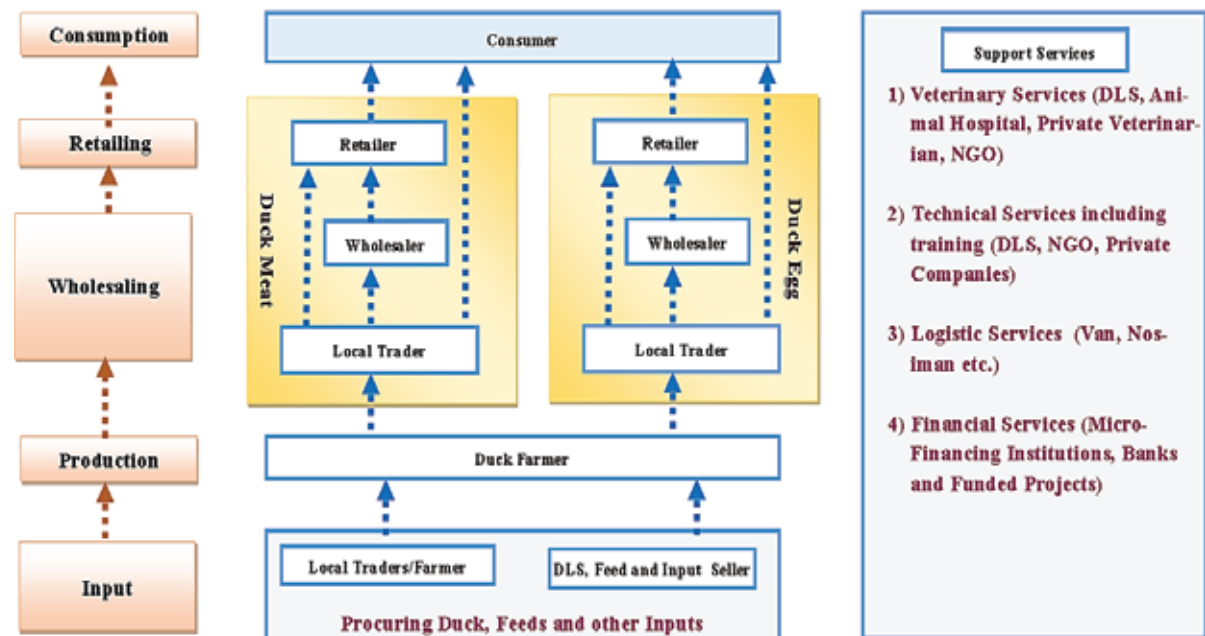 Consumption
Retailing
Wholesaling
Production
Input
Consumer
Duck Meat
Retailer
Wholesaler
Local Trader
Duck Egg
Retailer
Wholesaler
Local Trader
Duck Farmer
Local Traders/Farmer
DLS, Feed and Input Seller
Procuring Duck, Feeds and other Inputs
Support Services
1) Veterinary Services (DLS, Ani-
mal Hospital, Private Veterinar-
ian, NGO)
2) Technical Services including
training (DLS, NGO, Private
Companies)
3) Logistic Services (Van, Nos-
iman etc.)
4) Financial Services (Micro-
Financing Institutions, Banks
and Funded Projects)